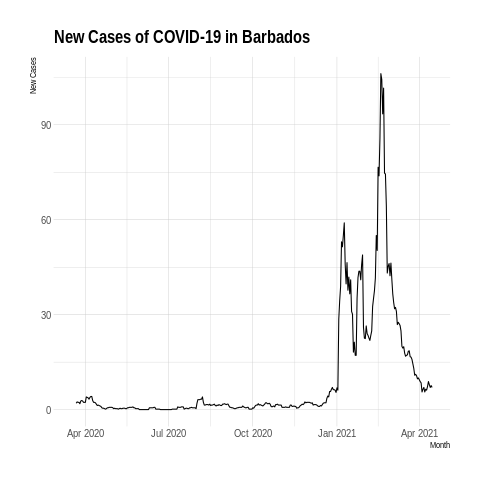 New Cases of COVID-19 in Barbados
New Cases
90
60
30
0
Apr 2020 Jul 2020 Oct 2020 Jan 2021 Apr 2021
Month